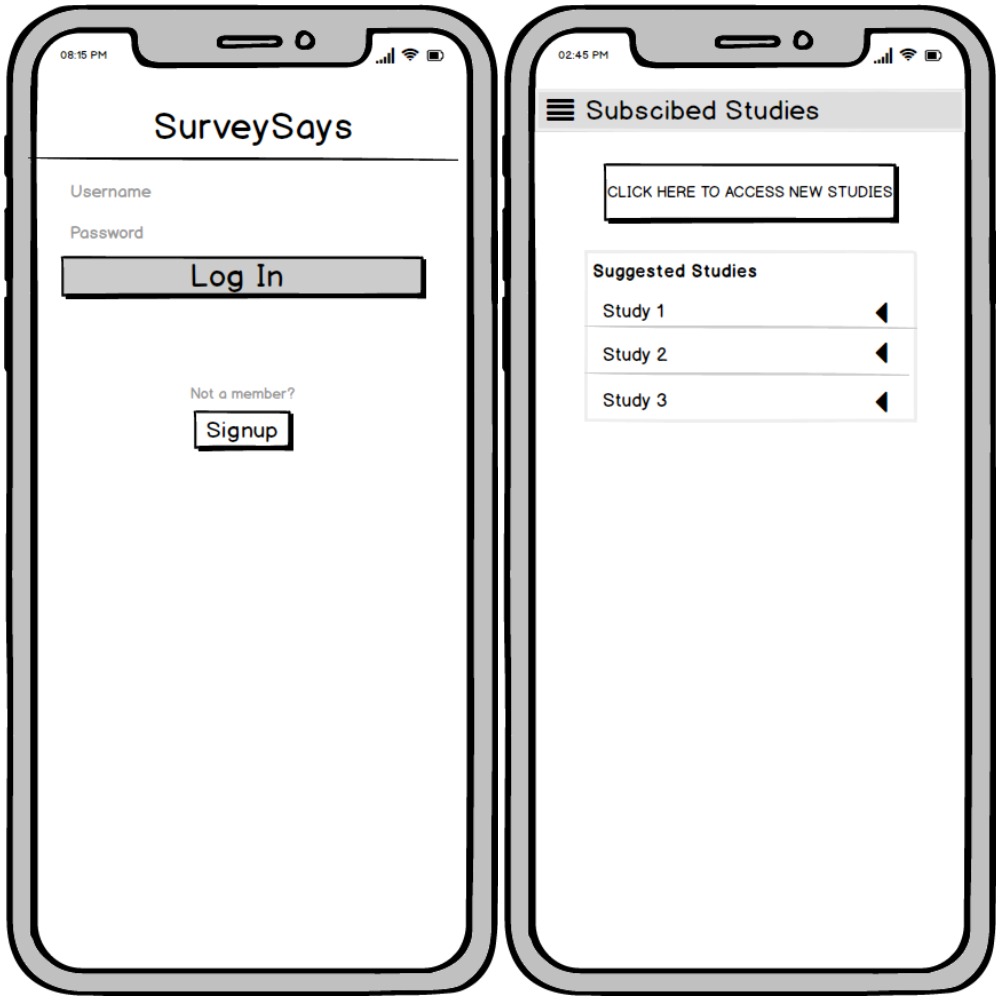 08:15 PM
SurveySays
Username
Password
Log In
Not a member?
Signup
02:45 PM
Subscibed Studies
CLICK HERE TO ACCESS NEW STUDIES
Suggested Studies
Study 1
Study 2
Study 3